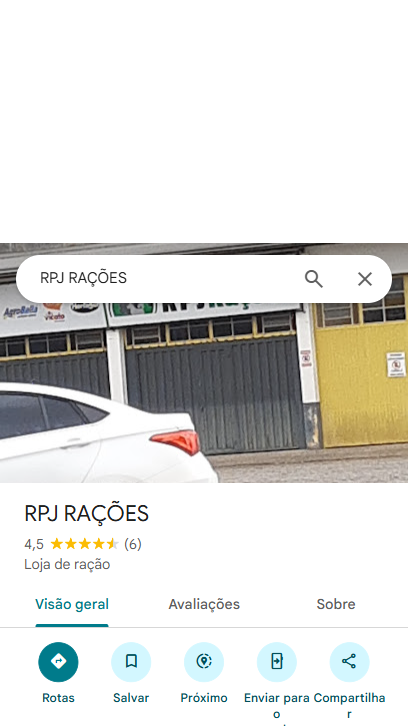 RPJ RAÇÕES
AgroBella
RPJ RAÇÕES
4,5
(6)
Loja de ração
Visão geral
Avaliações
Sobre
Rotas
Salvar
Próximo
Enviar para o
Compartilhar